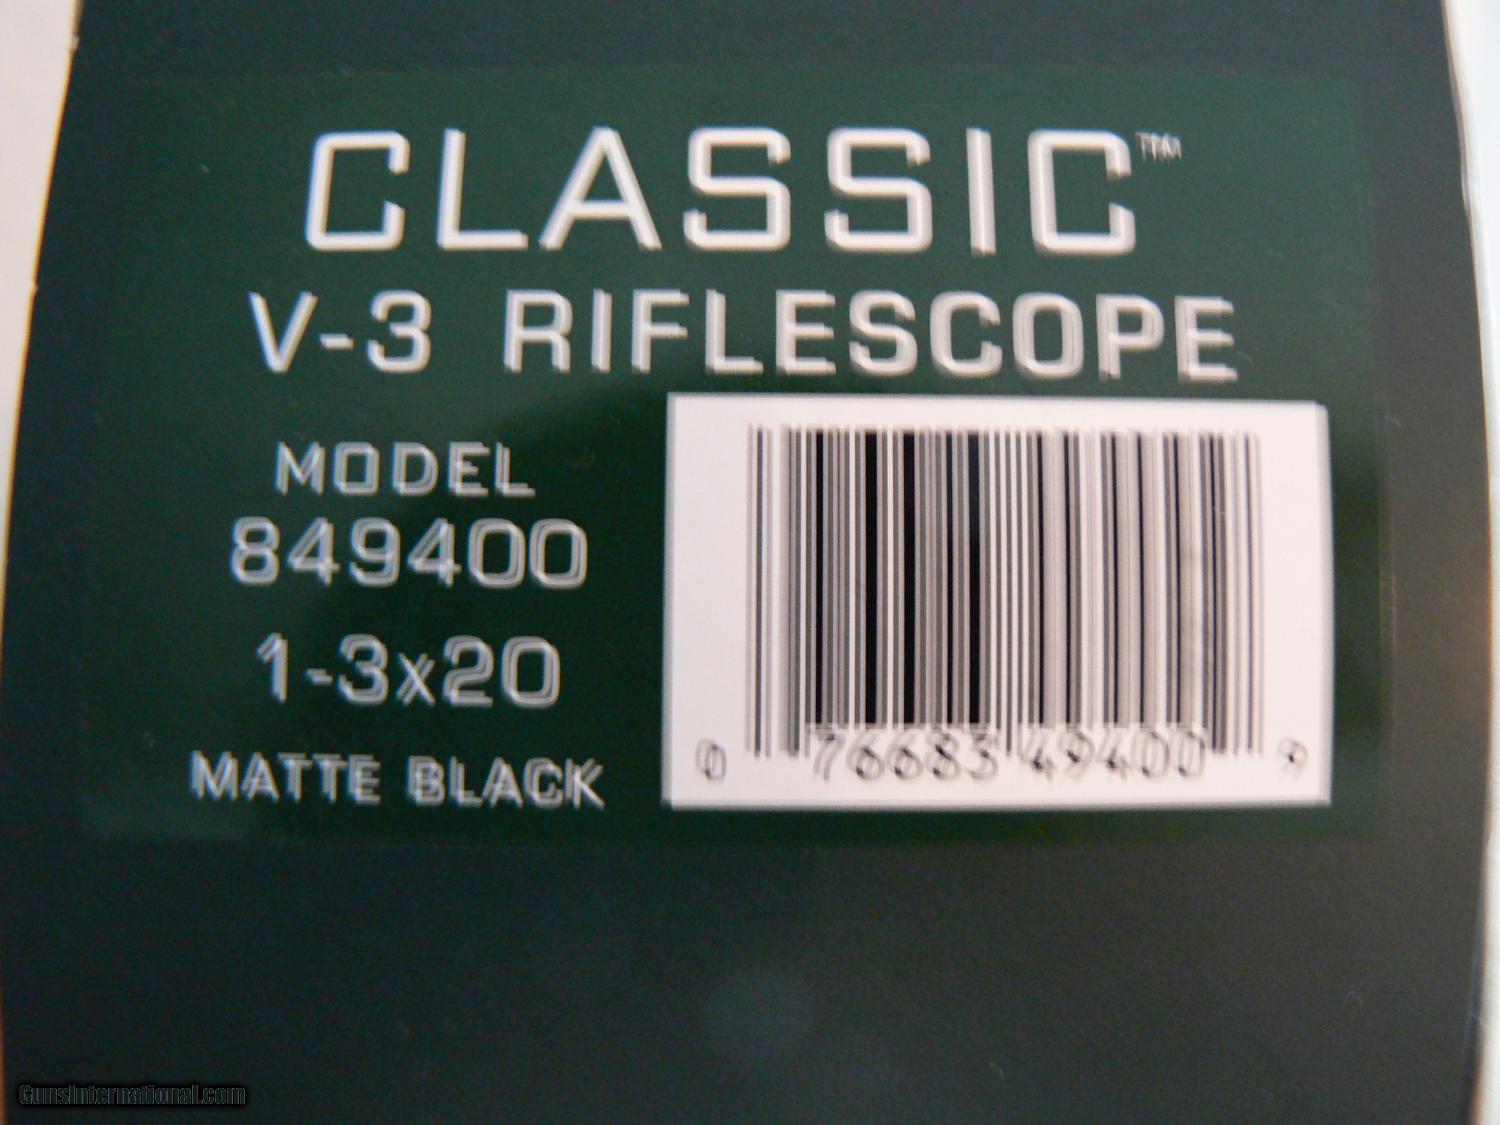 CLASSIC™
V-3 RIFLESCOPE
MODEL
849400
1-3x20
MATTE BLACK
0 76683 49400 9
GunsInternational.com